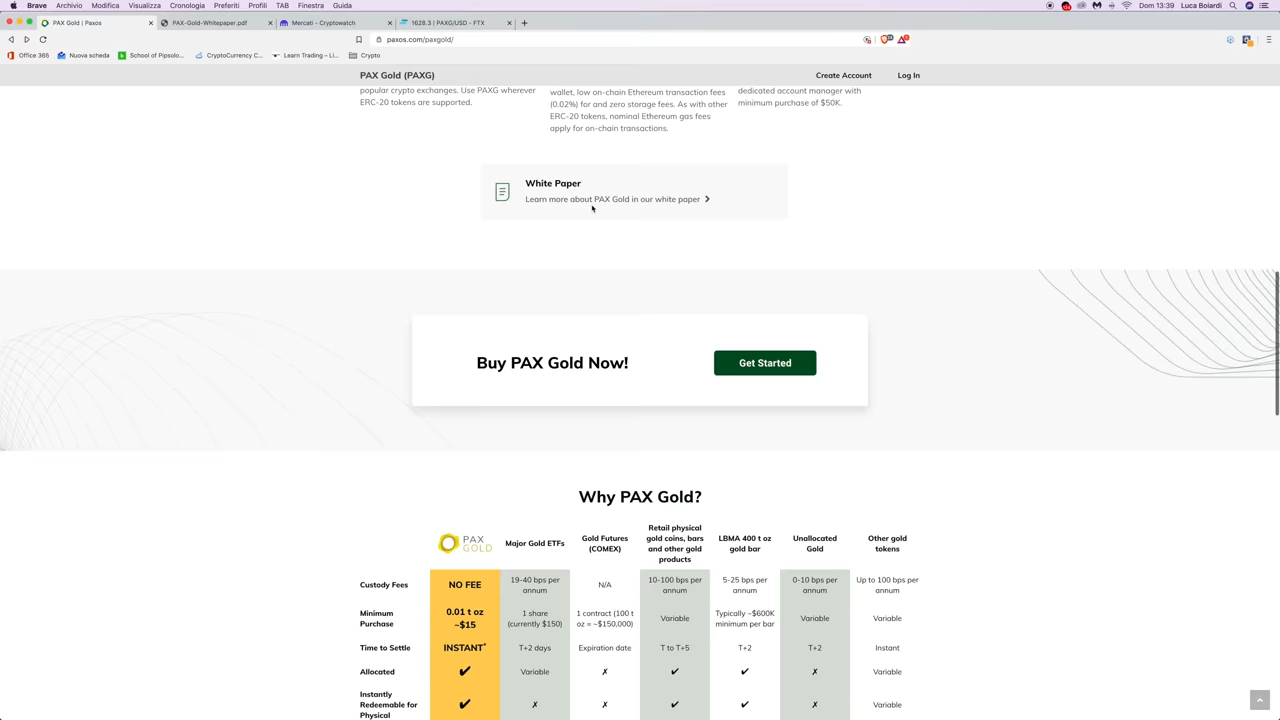 Brave Archivio Modifica Visualizza Cronologia Preferiti Profili TAB Finestra Guida Dom 13:39 Luca Boiardi
PAX Gold | Paxos PAX-Gold-Whitepaper.pdf Mercati - Cryptowatch 1628.3 | PAXG/USD - FTX
paxos.com/paxgold/
Office 365 Nuova scheda School of Pipsolo... CryptoCurrency C... Learn Trading – Li... Crypto
PAX Gold (PAXG) Create Account Log In
popular crypto exchanges. Use PAXG wherever
ERC-20 tokens are supported.
wallet, low on-chain Ethereum transaction fees
(0.02%) for and zero storage fees. As with other
ERC-20 tokens, nominal Ethereum gas fees
apply for on-chain transactions.
dedicated account manager with
minimum purchase of $50K.
White Paper
Learn more about PAX Gold in our white paper
Buy PAX Gold Now!
Get Started
Why PAX Gold?
PAX
GOLD
Major Gold ETFs
Gold Futures
(COMEX)
Retail physical
gold coins, bars
and other gold
products
LBMA 400 t oz
gold bar
Unallocated
Gold
Other gold
tokens
Custody Fees
NO FEE
19-40 bps per
annum
N/A
10-100 bps per
annum
5-25 bps per
annum
0-10 bps per
annum
Up to 100 bps per
annum
Minimum
Purchase
0.01 t oz
~$15
1 share
(currently $150)
1 contract (100 t
oz = ~$150,000)
Variable
Typically ~$600K
minimum per bar
Variable
Variable
Time to Settle
INSTANT*
T+2 days
Expiration date
T to T+5
T+2
T+2
Instant
Allocated
✔
Variable
✗
✔
✔
✗
Variable
Instantly
Redeemable for
Physical
✔
✗
✗
✔
✔
✗
Variable